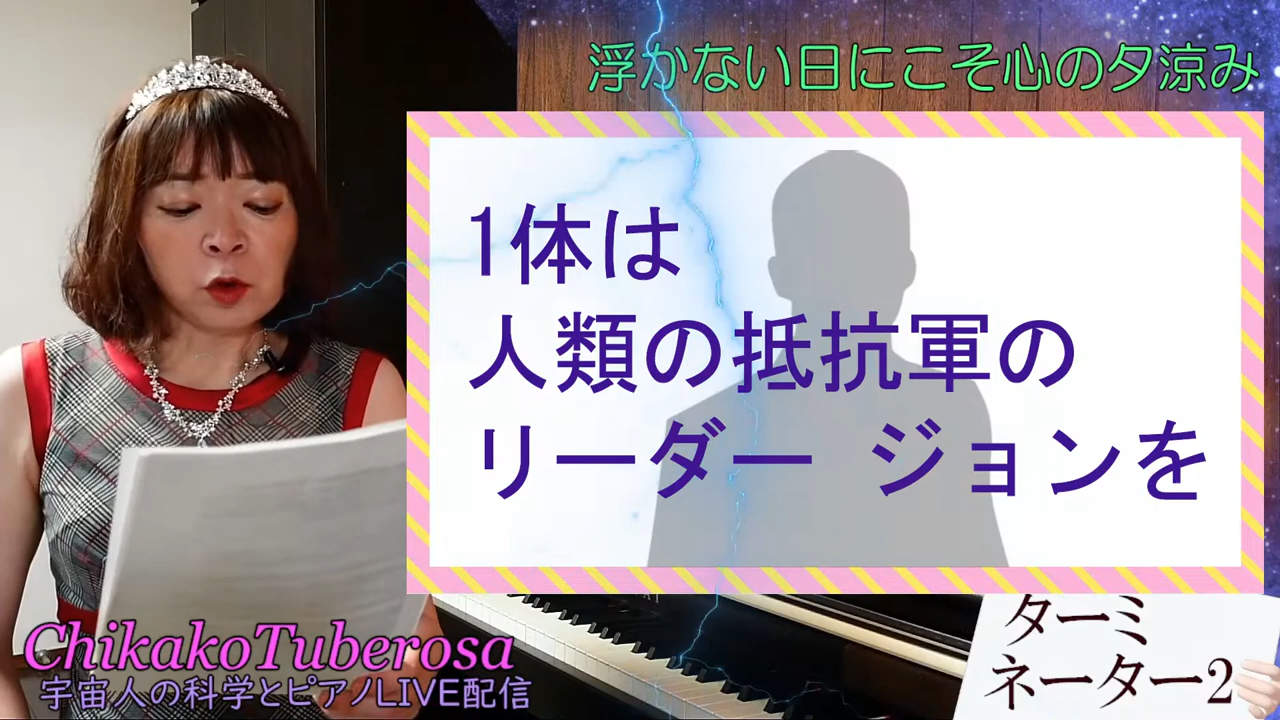 浮かない日にこそ心の夕涼み
1体は
人類の抵抗軍の
リーダー ジョンを
ChikakoTuberosa
宇宙人の科学とピアノLIVE配信
ターミ
ネーター2